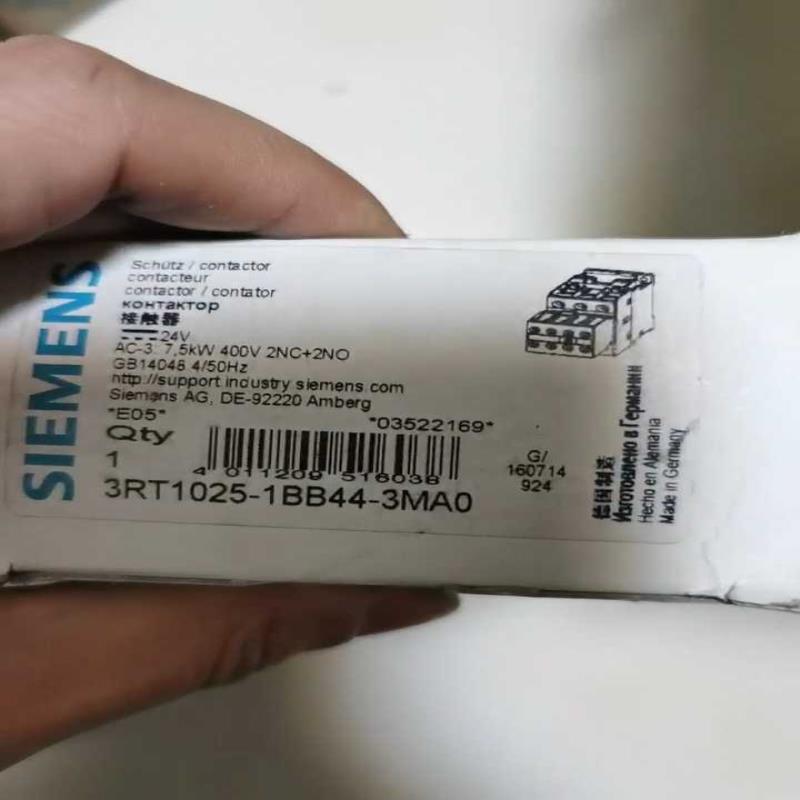 SIEMENS
Schütz / contactor
contacteur
contactor / contator
контактор
接触器
24V
AC-3: 7,5kW 400V 2NC+2NO
GB14048.4/50Hz
http://support.industry.siemens.com
Siemens AG, DE-92220 Amberg
*E05*
*03522169*
Qty
1
4 011209 516038
3RT1025-1BB44-3MA0
G/
160714
924
德国制造
Изготовлено в Германии
Hecho en Alemania
Made in Germany